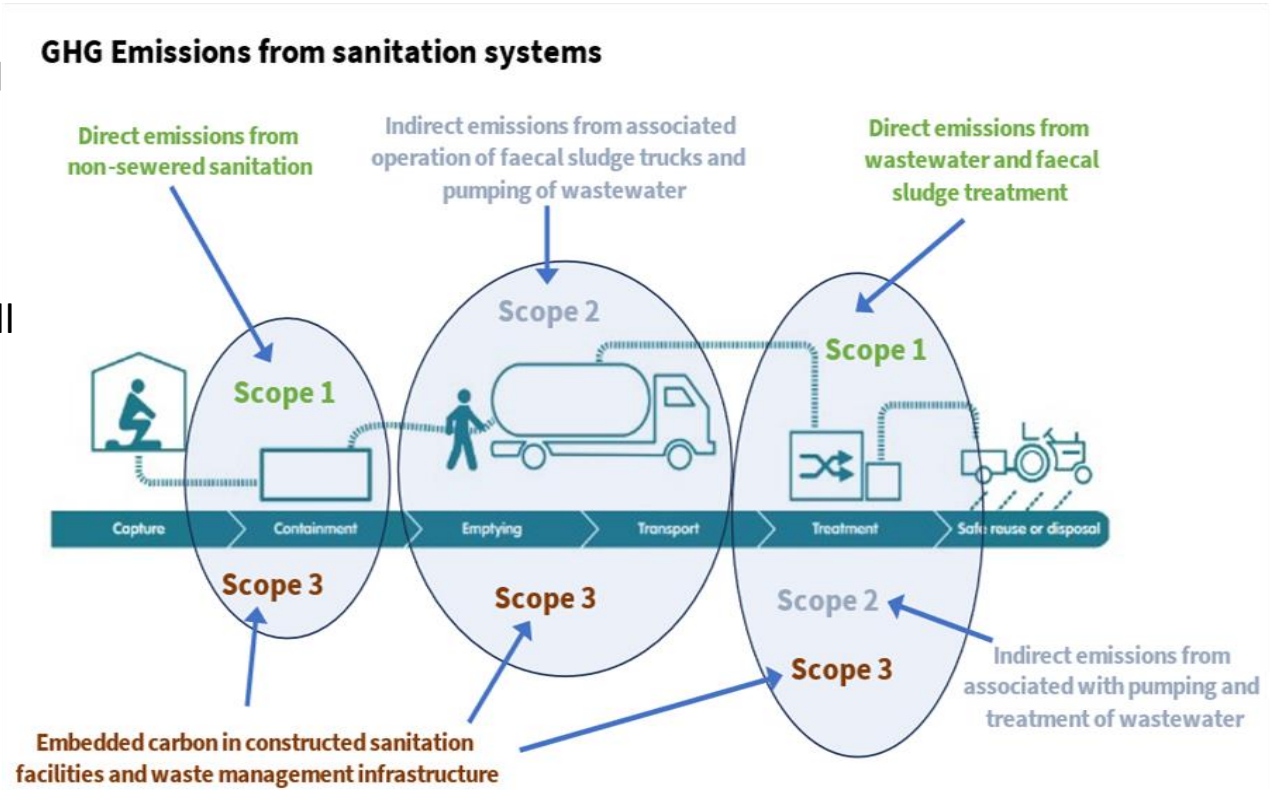 GHG Emissions from sanitation systems
Direct emissions from
non-sewered sanitation
Indirect emissions from associated
operation of faecal sludge trucks and
pumping of wastewater
Direct emissions from
wastewater and faecal
sludge treatment
Scope 1
Scope 2
Scope 1
Capture
Containment
Emptying
Transport
Treatment
Safe reuse or disposal
Scope 3
Scope 3
Scope 2
Scope 3
Indirect emissions from
associated with pumping and
treatment of wastewater
Embedded carbon in constructed sanitation
facilities and waste management infrastructure